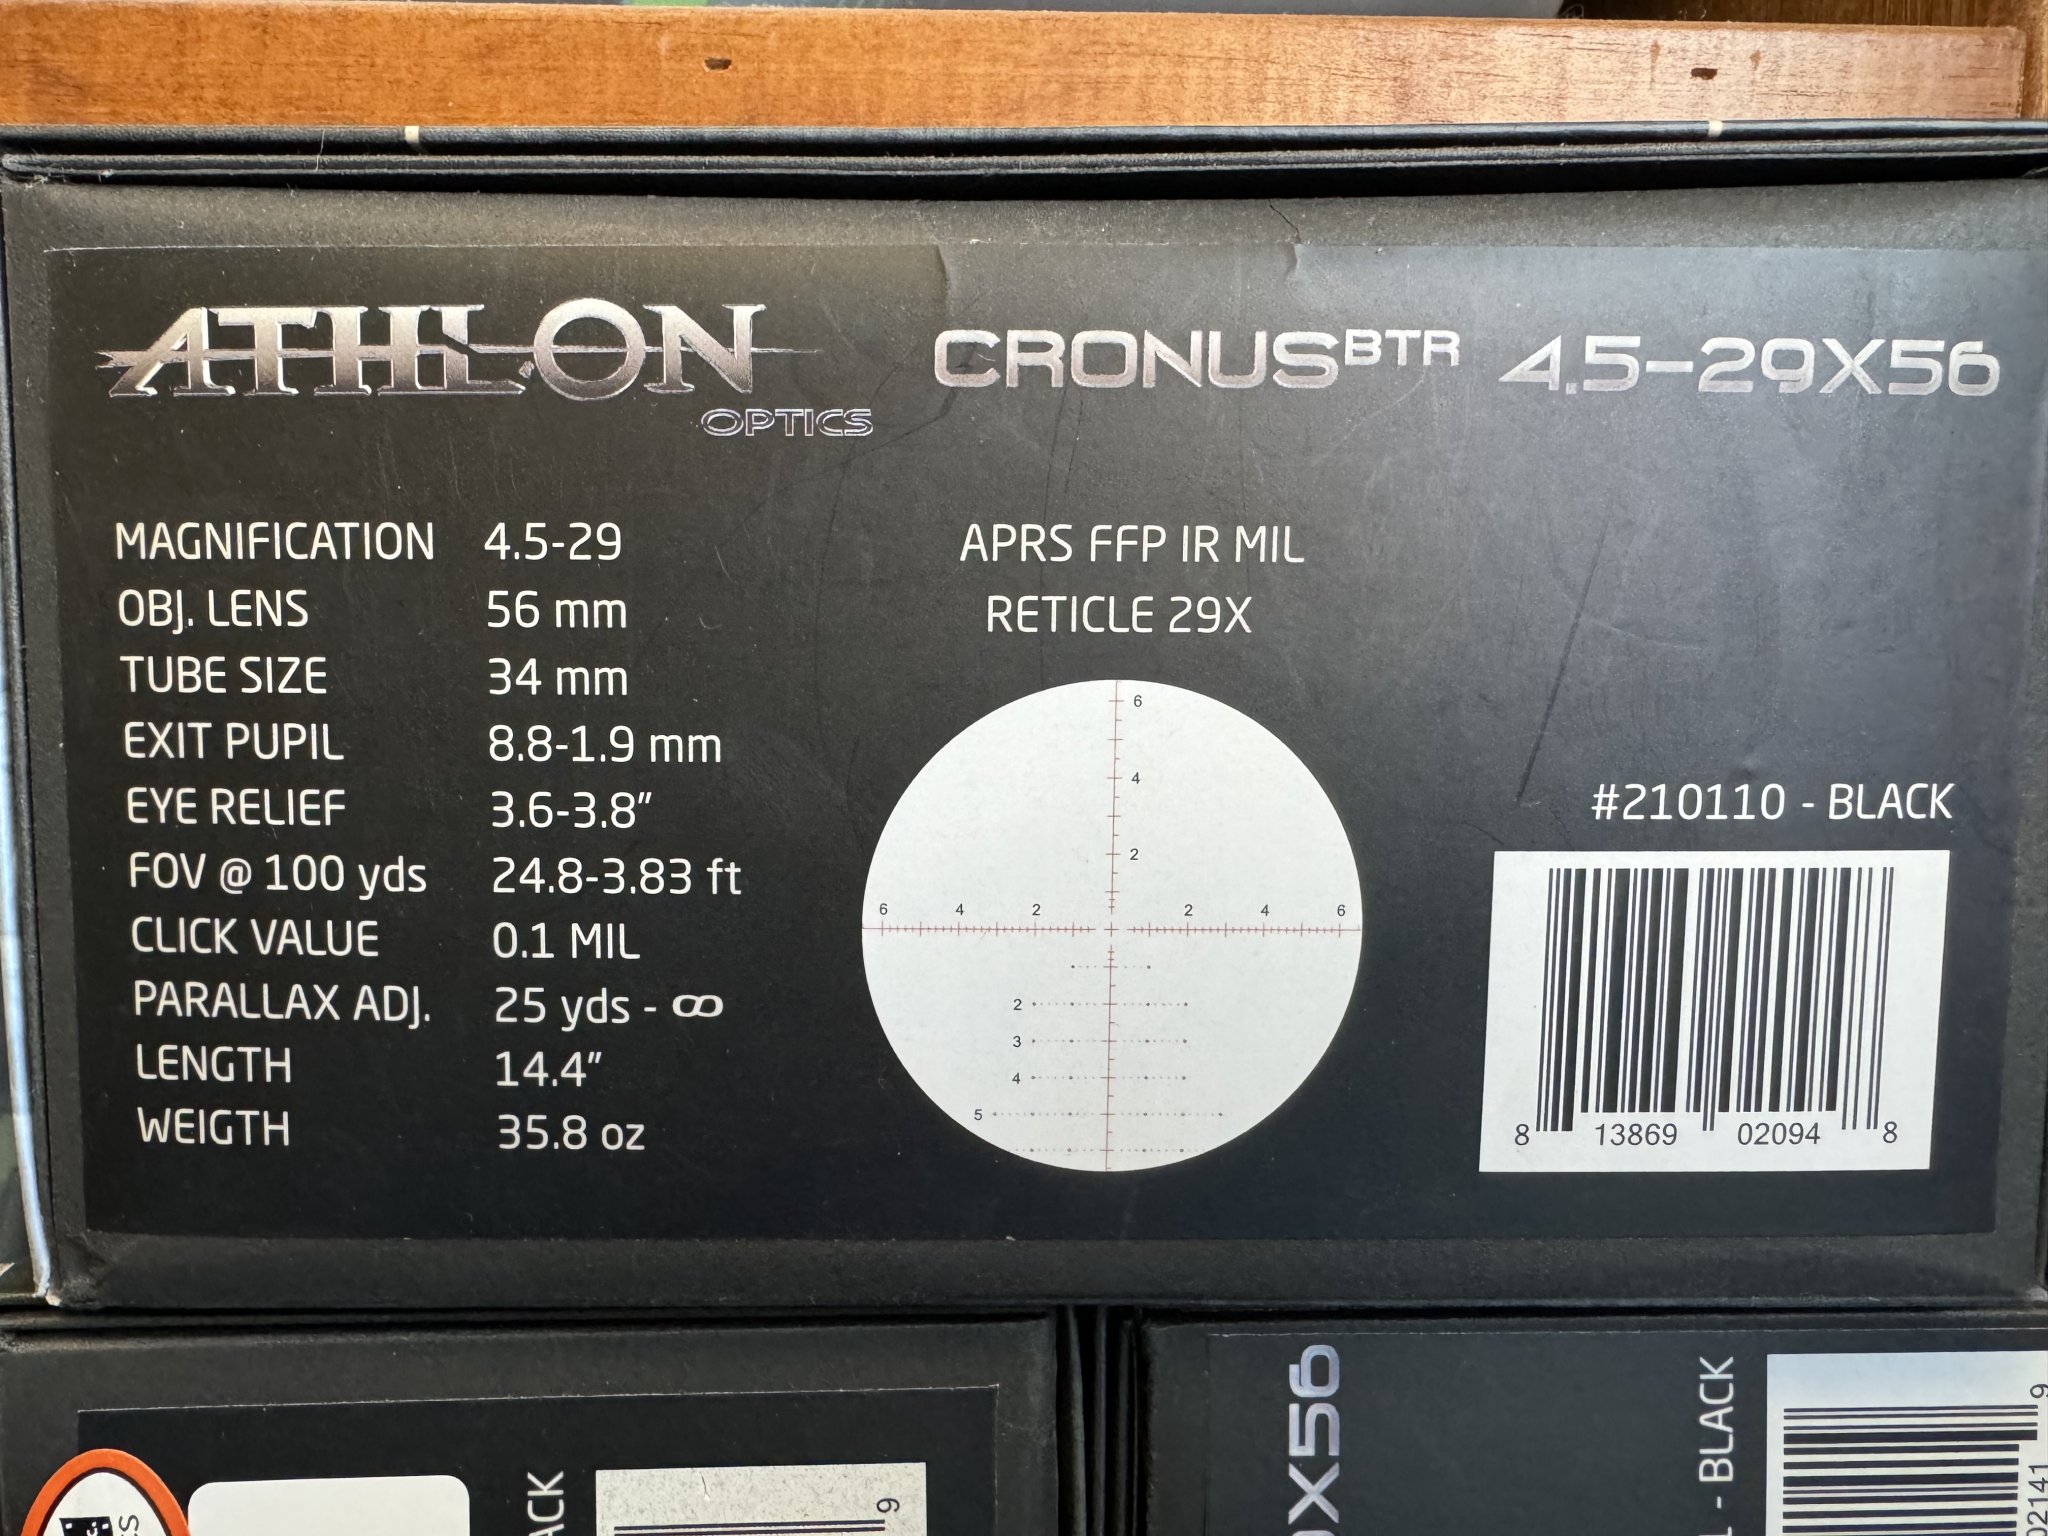 ATHLON
OPTICS
CRONUS BTR 4.5-29X56
MAGNIFICATION 4.5-29
OBJ. LENS 56 mm
TUBE SIZE 34 mm
EXIT PUPIL 8.8-1.9 mm
EYE RELIEF 3.6-3.8”
FOV @ 100 yds 24.8-3.83 ft
CLICK VALUE 0.1 MIL
PARALLAX ADJ. 25 yds - ∞
LENGTH 14.4”
WEIGTH 35.8 oz
APRS FFP IR MIL
RETICLE 29X
6
4
2
6 4 2 2 4 6
2
3
4
5
#210110 - BLACK
8 13869 02094 8
9
X56
- BLACK
02141 9